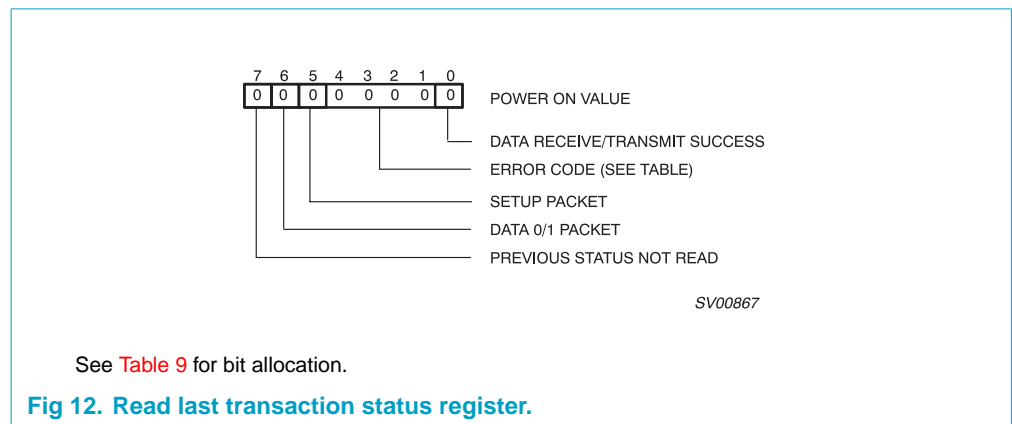 7 6 5 4 3 2 1 0
0 0 0 0 0 0 0 0 POWER ON VALUE
DATA RECEIVE/TRANSMIT SUCCESS
ERROR CODE (SEE TABLE)
SETUP PACKET
DATA 0/1 PACKET
PREVIOUS STATUS NOT READ
SV00867
See Table 9 for bit allocation.
Fig 12. Read last transaction status register.